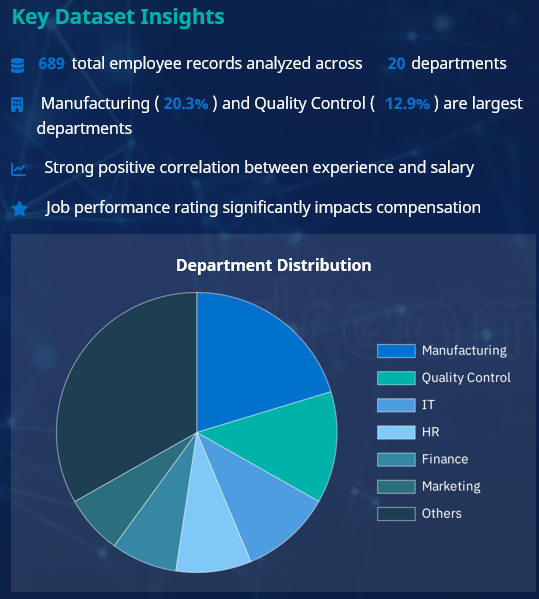 Key Dataset Insights
689 total employee records analyzed across 20 departments
Manufacturing ( 20.3% ) and Quality Control ( 12.9% ) are largest
departments
Strong positive correlation between experience and salary
Job performance rating significantly impacts compensation
Department Distribution
Manufacturing
Quality Control
IT
HR
Finance
Marketing
Others